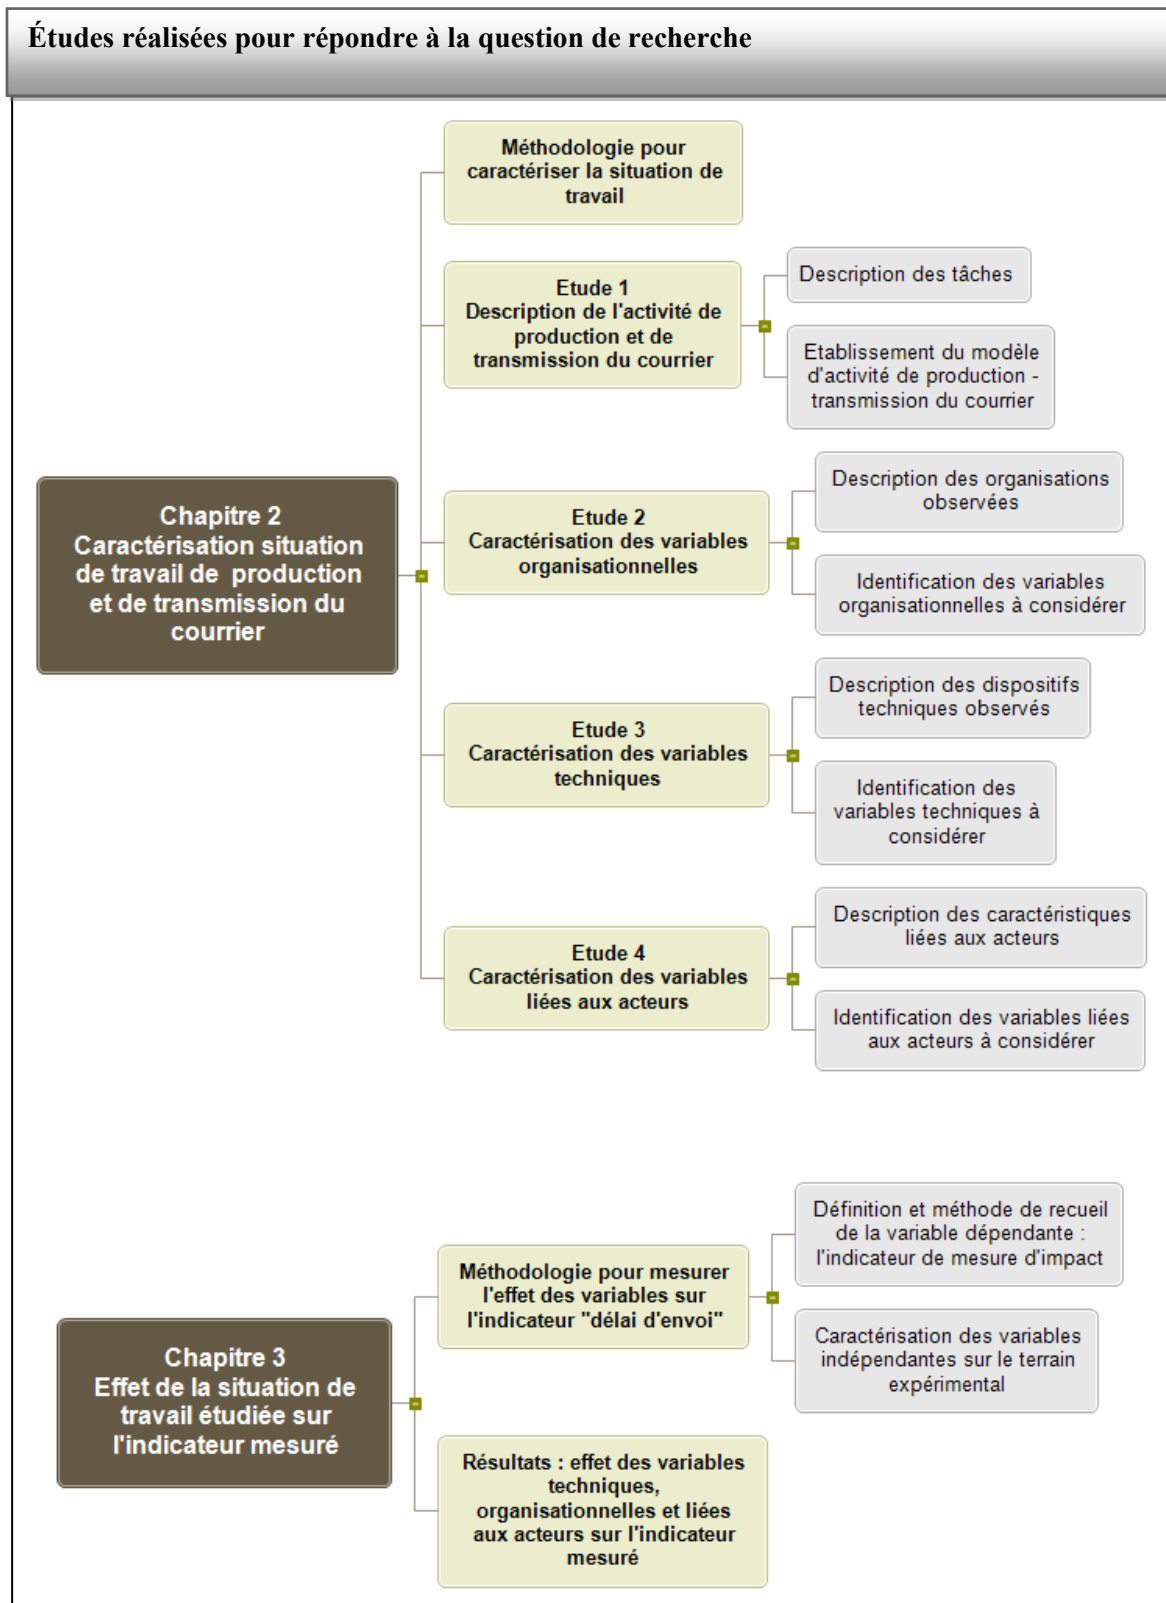 Études réalisées pour répondre à la question de recherche
Méthodologie pour
caractériser la situation de
travail
Etude 1
Description de l'activité de
production et de
transmission du courrier
Description des tâches
Etablissement du modèle
d'activité de production -
transmission du courrier
Chapitre 2
Caractérisation situation
de travail de production
et de transmission du
courrier
Etude 2
Caractérisation des variables
organisationnelles
Description des organisations
observées
Identification des variables
organisationnelles à considérer
Etude 3
Caractérisation des variables
techniques
Description des dispositifs
techniques observés
Identification des
variables techniques à
considérer
Etude 4
Caractérisation des variables
liées aux acteurs
Description des caractéristiques
liées aux acteurs
Identification des variables liées
aux acteurs à considérer
Chapitre 3
Effet de la situation de
travail étudiée sur
l'indicateur mesuré
Méthodologie pour mesurer
l'effet des variables sur
l'indicateur "délai d'envoi"
Définition et méthode de recueil
de la variable dépendante :
l'indicateur de mesure d'impact
Caractérisation des variables
indépendantes sur le terrain
expérimental
Résultats : effet des variables
techniques,
organisationnelles et liées
aux acteurs sur l'indicateur
mesuré